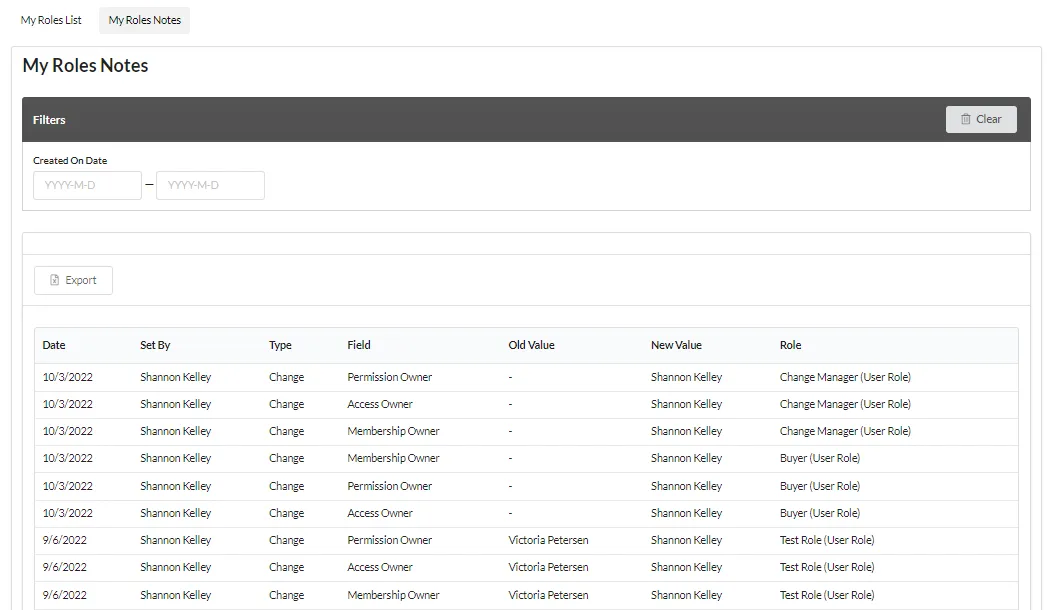 My Roles List My Roles Notes
My Roles Notes
Filters Clear
Created On Date
YYYY-M-D — YYYY-M-D
Export
Date Set By Type Field Old Value New Value Role
10/3/2022 Shannon Kelley Change Permission Owner - Shannon Kelley Change Manager (User Role)
10/3/2022 Shannon Kelley Change Access Owner - Shannon Kelley Change Manager (User Role)
10/3/2022 Shannon Kelley Change Membership Owner - Shannon Kelley Change Manager (User Role)
10/3/2022 Shannon Kelley Change Membership Owner - Shannon Kelley Buyer (User Role)
10/3/2022 Shannon Kelley Change Permission Owner - Shannon Kelley Buyer (User Role)
10/3/2022 Shannon Kelley Change Access Owner - Shannon Kelley Buyer (User Role)
9/6/2022 Shannon Kelley Change Permission Owner Victoria Petersen Shannon Kelley Test Role (User Role)
9/6/2022 Shannon Kelley Change Access Owner Victoria Petersen Shannon Kelley Test Role (User Role)
9/6/2022 Shannon Kelley Change Membership Owner Victoria Petersen Shannon Kelley Test Role (User Role)